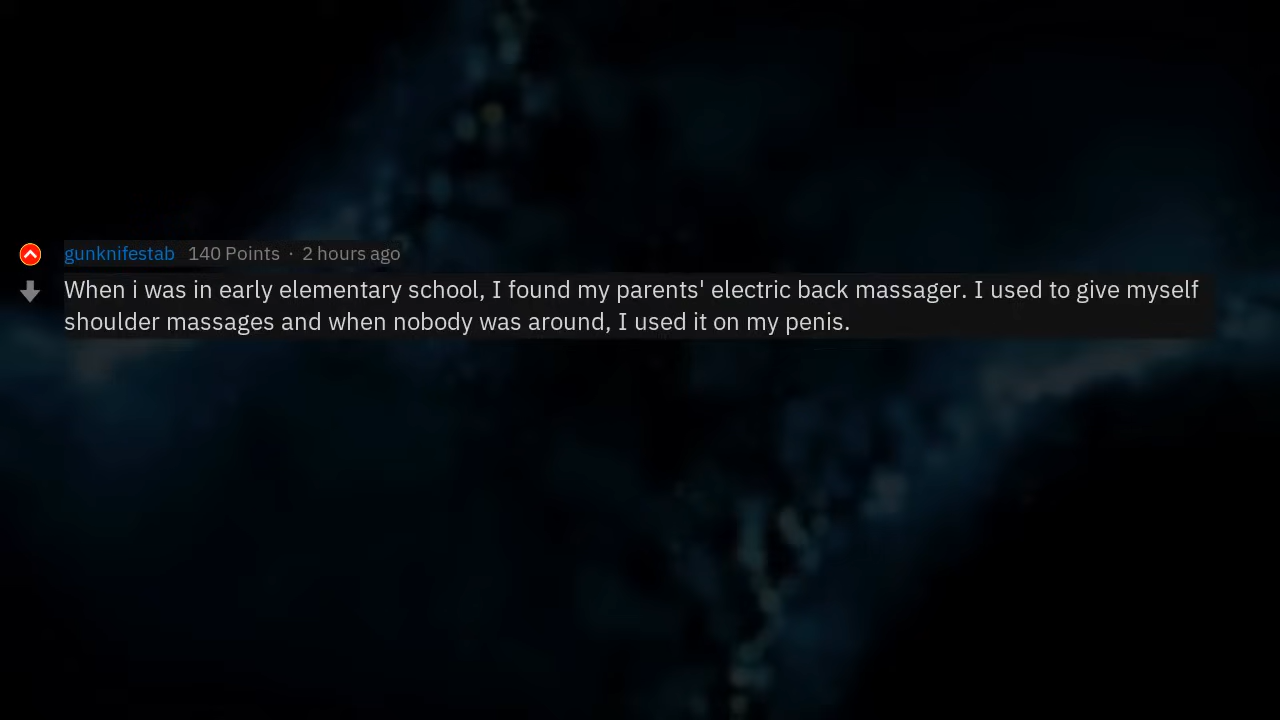 gunknifestab 140 Points · 2 hours ago
When i was in early elementary school, I found my parents' electric back massager. I used to give myself
shoulder massages and when nobody was around, I used it on my penis.